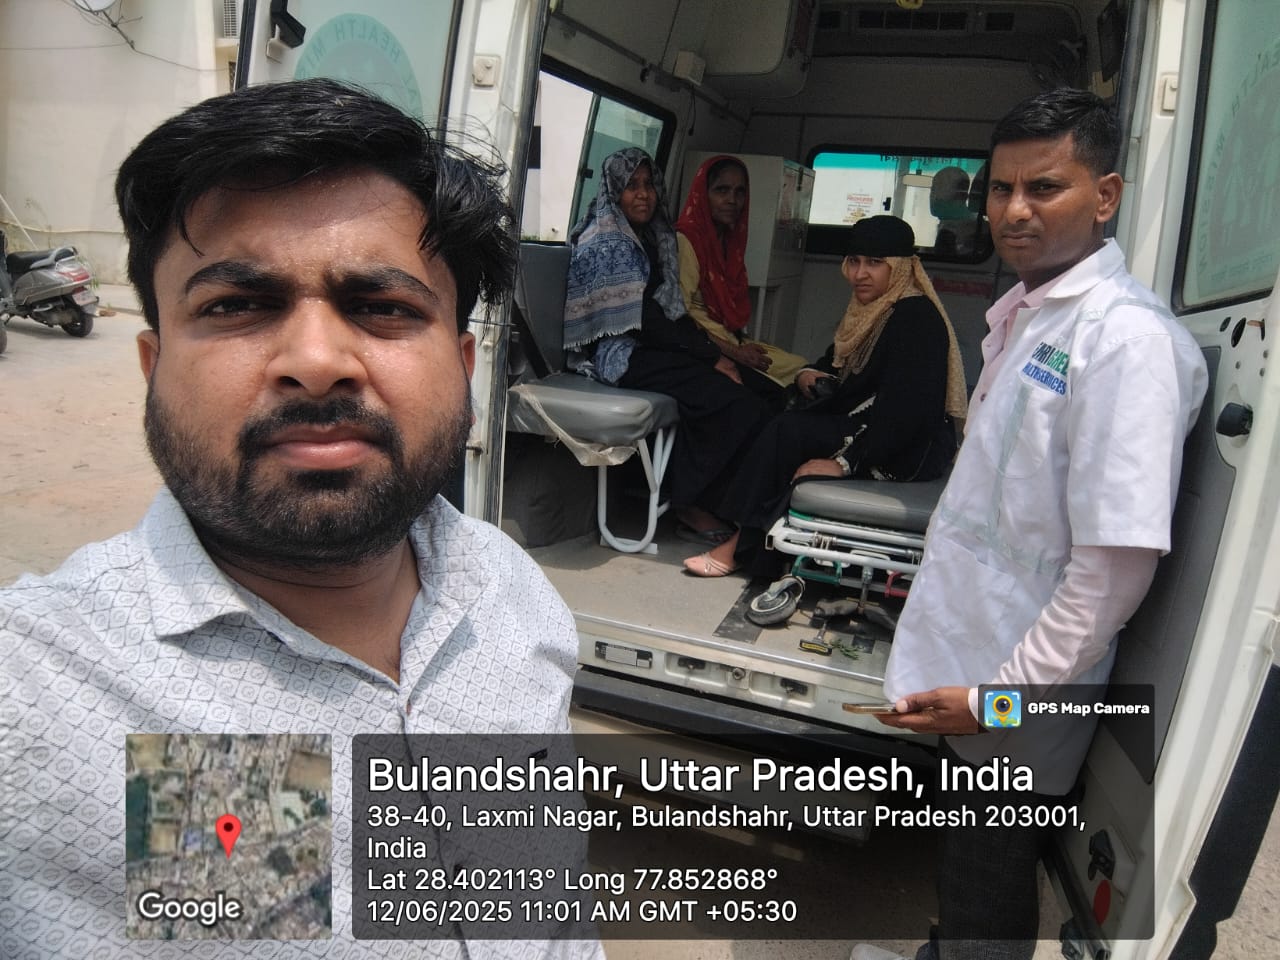 GPS Map Camera
Bulandshahr, Uttar Pradesh, India
38-40, Laxmi Nagar, Bulandshahr, Uttar Pradesh 203001,
India
Lat 28.402113° Long 77.852868°
12/06/2025 11:01 AM GMT +05:30
Google